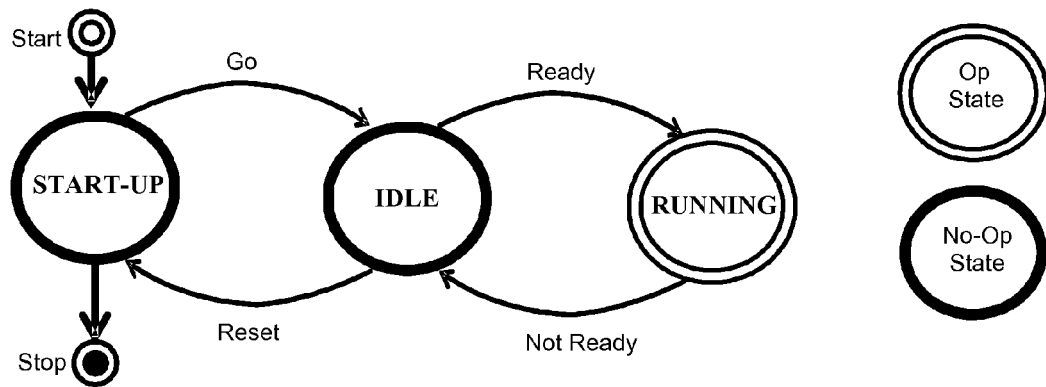 Start
Go
Ready
START-UP
IDLE
RUNNING
Reset
Not Ready
Stop
Op
State
No-Op
State